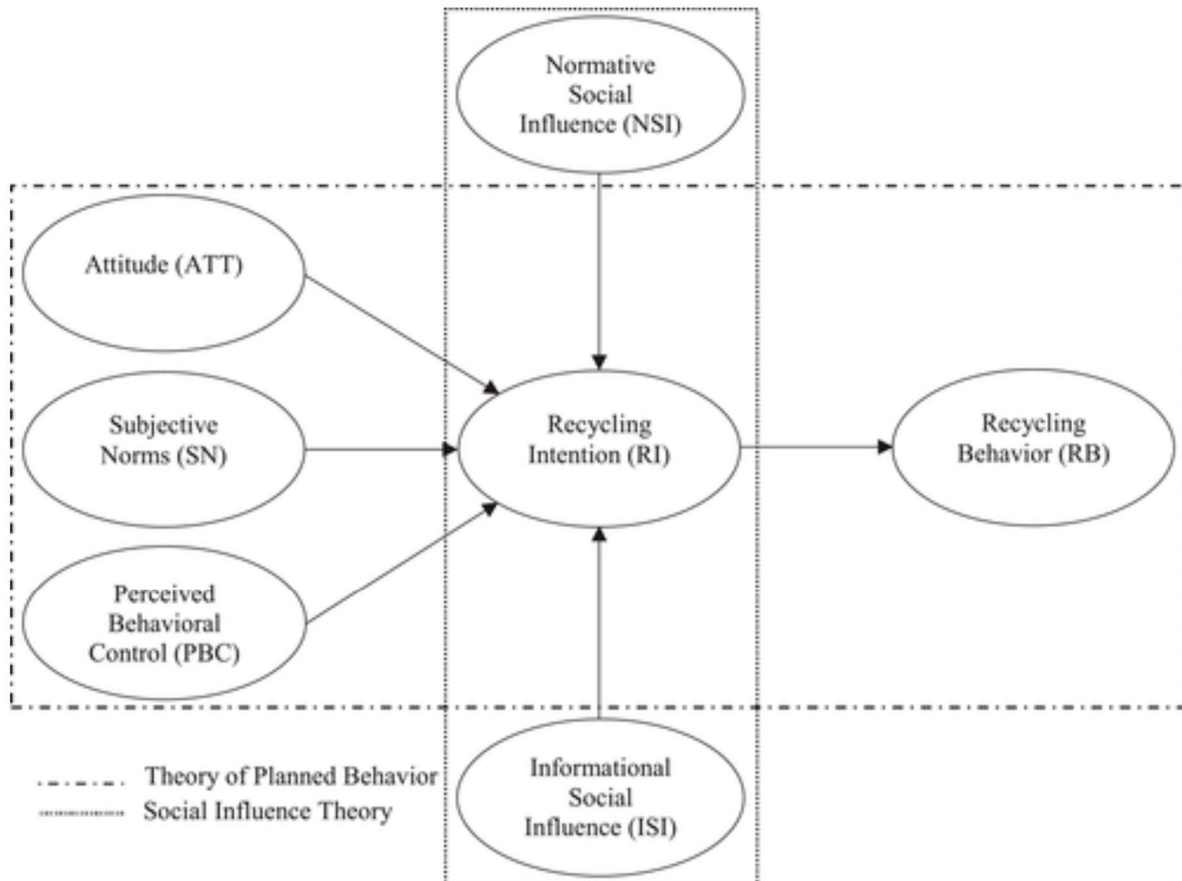 Normative
Social
Influence (NSI)
Attitude (ATT)
Subjective
Norms (SN)
Recycling
Intention (RI)
Recycling
Behavior (RB)
Perceived
Behavioral
Control (PBC)
Informational
Social
Influence (ISI)
Theory of Planned Behavior
Social Influence Theory